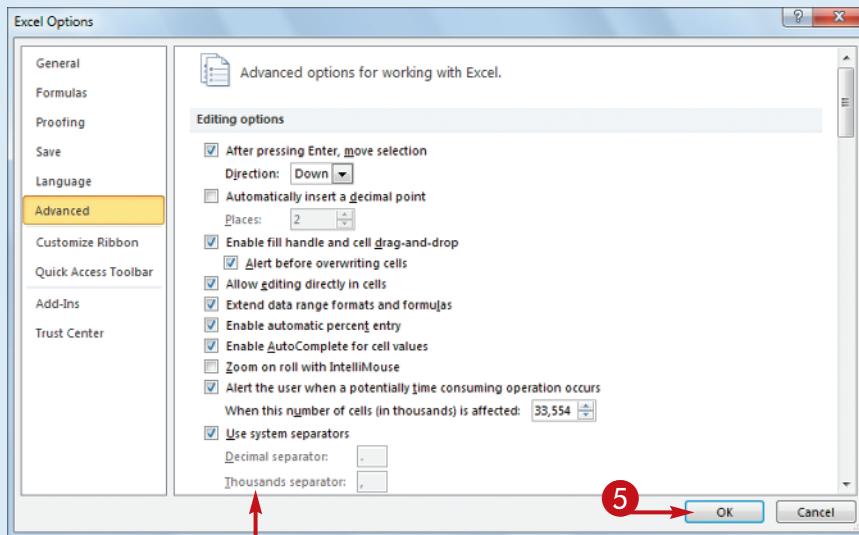 Excel Options
General
Formulas
Proofing
Save
Language
Advanced
Customize Ribbon
Quick Access Toolbar
Add-Ins
Trust Center
Advanced options for working with Excel.
Editing options
After pressing Enter, move selection
Direction: Down
Automatically insert a decimal point
Places: 2
Enable fill handle and cell drag-and-drop
Alert before overwriting cells
Allow editing directly in cells
Extend data range formats and formulas
Enable automatic percent entry
Enable AutoComplete for cell values
Zoom on roll with IntelliMouse
Alert the user when a potentially time consuming operation occurs
When this number of cells (in thousands) is affected: 33,554
Use system separators
Decimal separator: .
Thousands separator: ,
5 OK Cancel